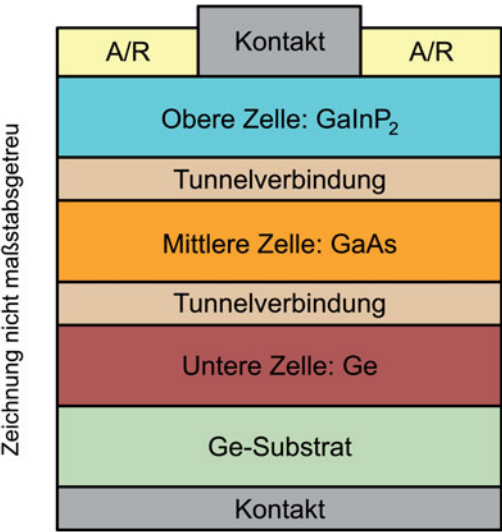 Kontakt
A/R
A/R
Obere Zelle: GaInP₂
Tunnelverbindung
Mittlere Zelle: GaAs
Tunnelverbindung
Untere Zelle: Ge
Ge-Substrat
Kontakt
Zeichnung nicht maßstabsgetreu